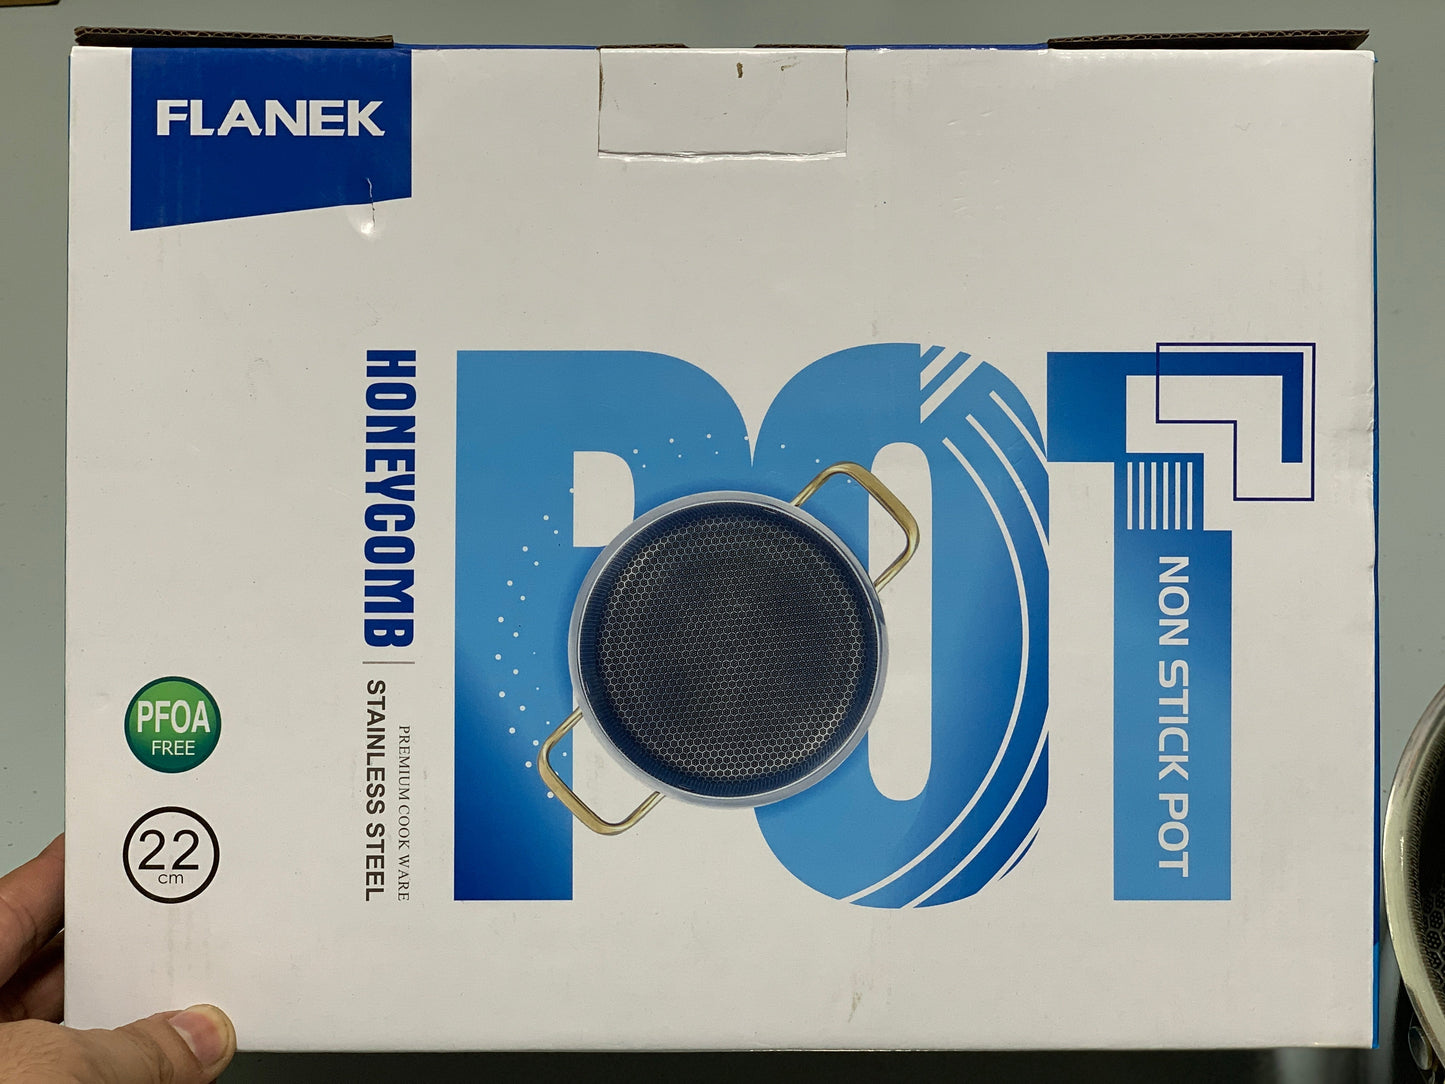 FLANEK
HONEYCOMB
PREMIUM COOK WARE
STAINLESS STEEL
POT
NON STICK POT
PFOA
FREE
22
cm